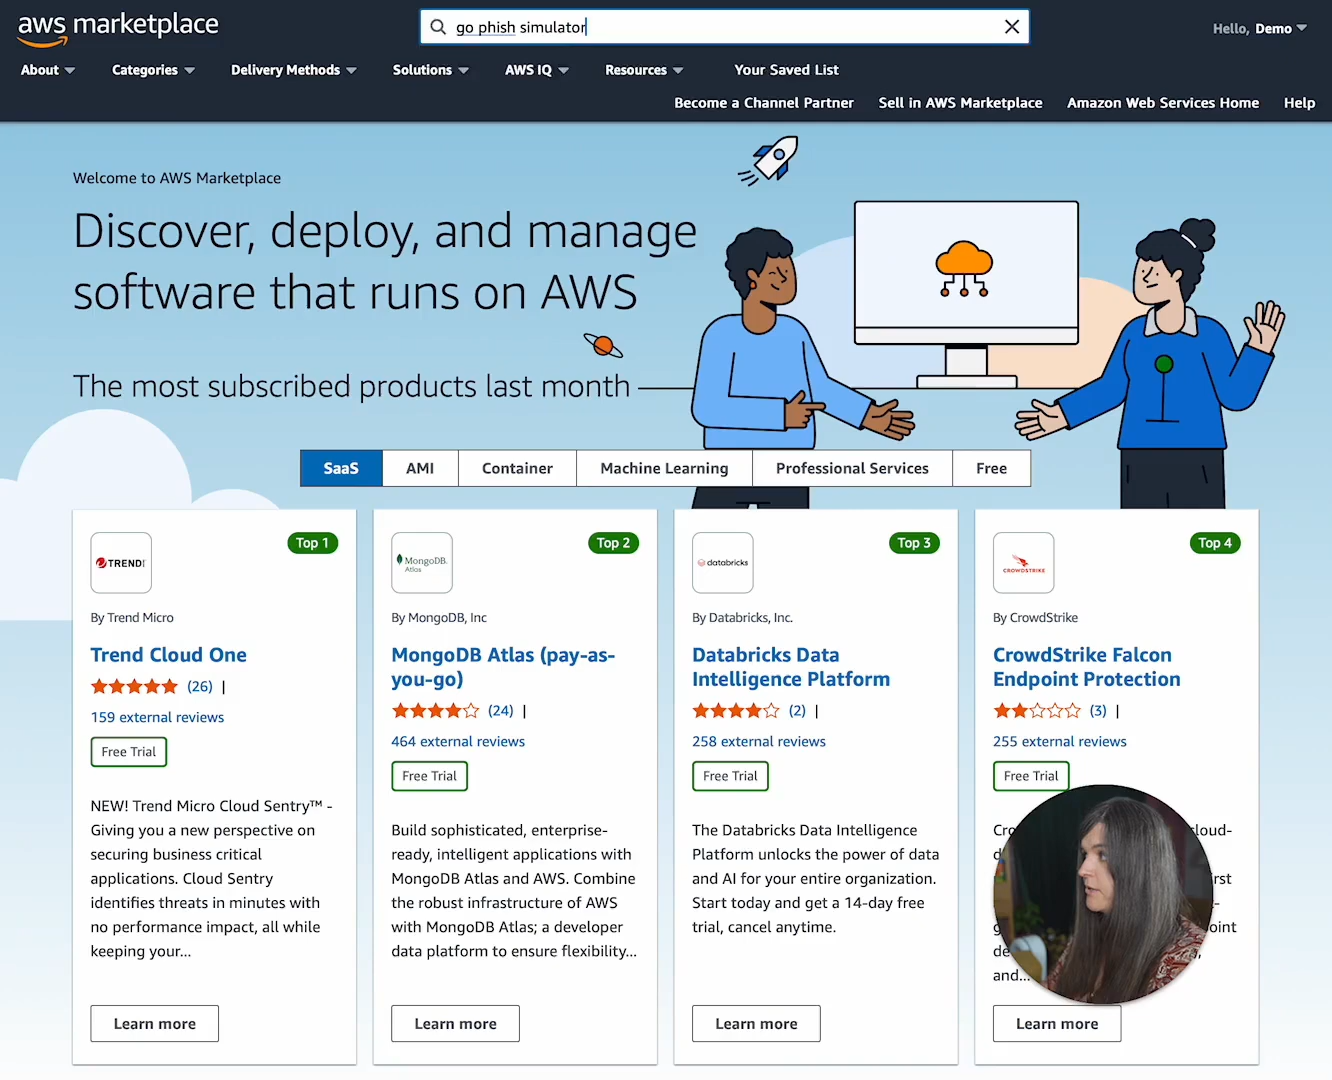 aws marketplace
go phish simulator
Hello, Demo
About
Categories
Delivery Methods
Solutions
AWS IQ
Resources
Your Saved List
Become a Channel Partner
Sell in AWS Marketplace
Amazon Web Services Home
Help
Welcome to AWS Marketplace
Discover, deploy, and manage
software that runs on AWS
The most subscribed products last month
SaaS
AMI
Container
Machine Learning
Professional Services
Free
Top 1
TREND
By Trend Micro
Trend Cloud One
(26) |
159 external reviews
Free Trial
NEW! Trend Micro Cloud Sentry™ -
Giving you a new perspective on
securing business critical
applications. Cloud Sentry
identifies threats in minutes with
no performance impact, all while
keeping your...
Learn more
Top 2
MongoDB.
Atlas
By MongoDB, Inc
MongoDB Atlas (pay-as-
you-go)
(24) |
464 external reviews
Free Trial
Build sophisticated, enterprise-
ready, intelligent applications with
MongoDB Atlas and AWS. Combine
the robust infrastructure of AWS
with MongoDB Atlas; a developer
data platform to ensure flexibility...
Learn more
Top 3
databricks
By Databricks, Inc.
Databricks Data
Intelligence Platform
(2) |
258 external reviews
Free Trial
The Databricks Data Intelligence
Platform unlocks the power of data
and AI for your entire organization.
Start today and get a 14-day free
trial, cancel anytime.
Learn more
Top 4
CROWDSTRIKE
By CrowdStrike
CrowdStrike Falcon
Endpoint Protection
(3) |
255 external reviews
Free Trial
and...
Learn more